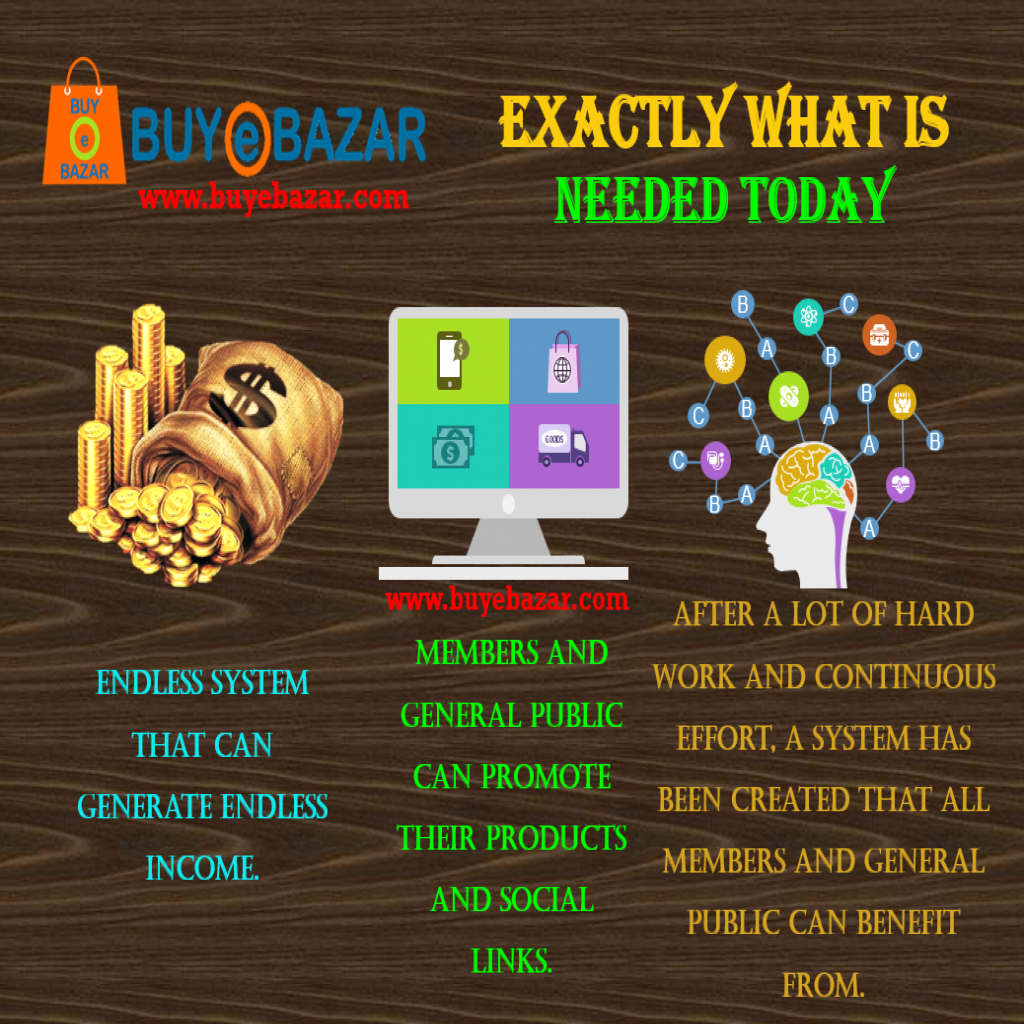 BUY
e
BAZAR
BUYeBAZAR
www.buyebazar.com
EXACTLY WHAT IS
NEEDED TODAY
$
$
GOODS
$
B
C
A
B
C
B
C
B
A
B
A
A
C
B
A
A
www.buyebazar.com
ENDLESS SYSTEM
THAT CAN
GENERATE ENDLESS
INCOME.
MEMBERS AND
GENERAL PUBLIC
CAN PROMOTE
THEIR PRODUCTS
AND SOCIAL
LINKS.
AFTER A LOT OF HARD
WORK AND CONTINUOUS
EFFORT, A SYSTEM HAS
BEEN CREATED THAT ALL
MEMBERS AND GENERAL
PUBLIC CAN BENEFIT
FROM.